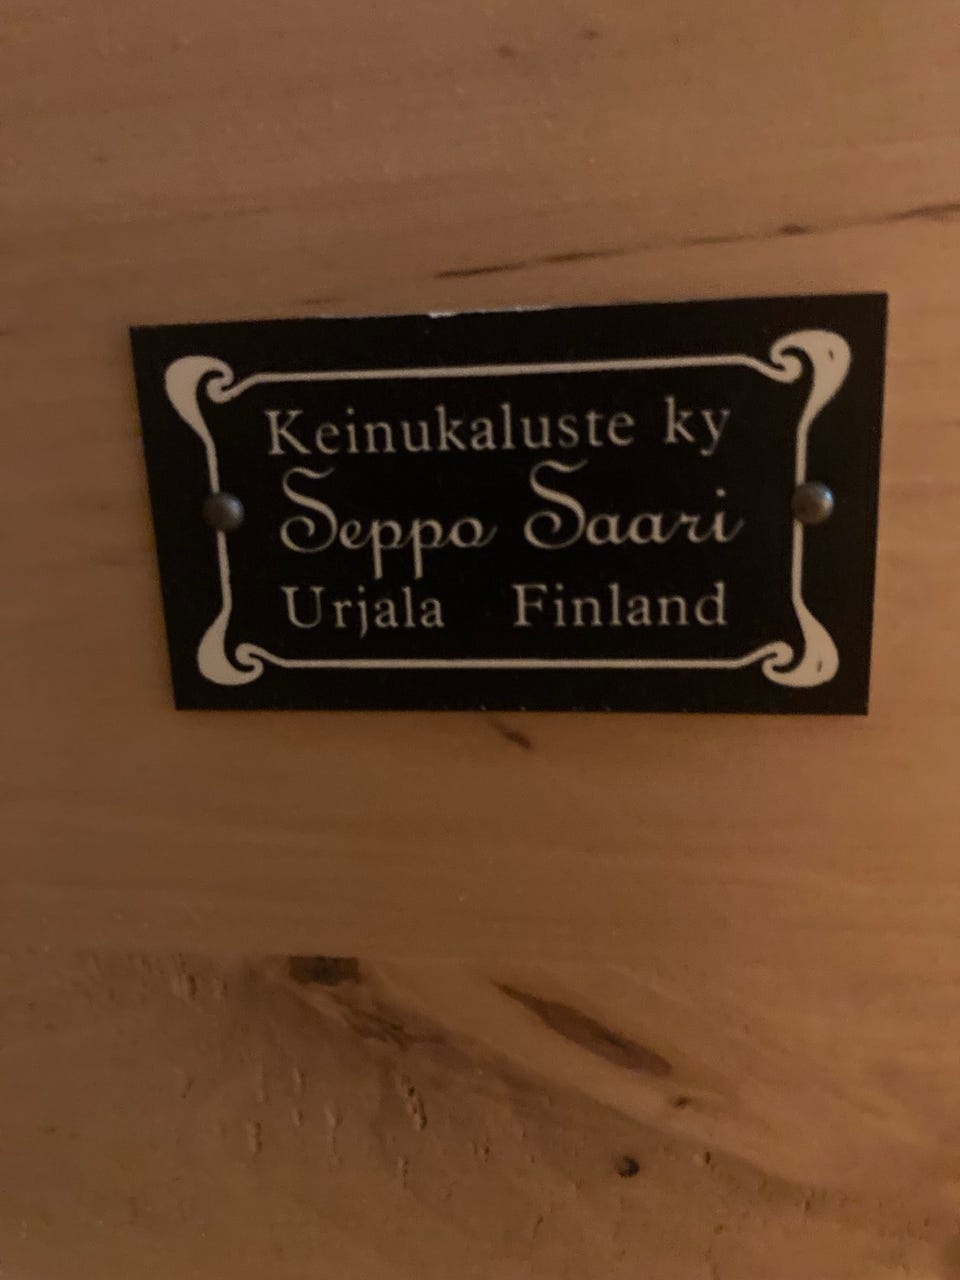 Keinukaluste ky
Seppo Saari
Urjala Finland